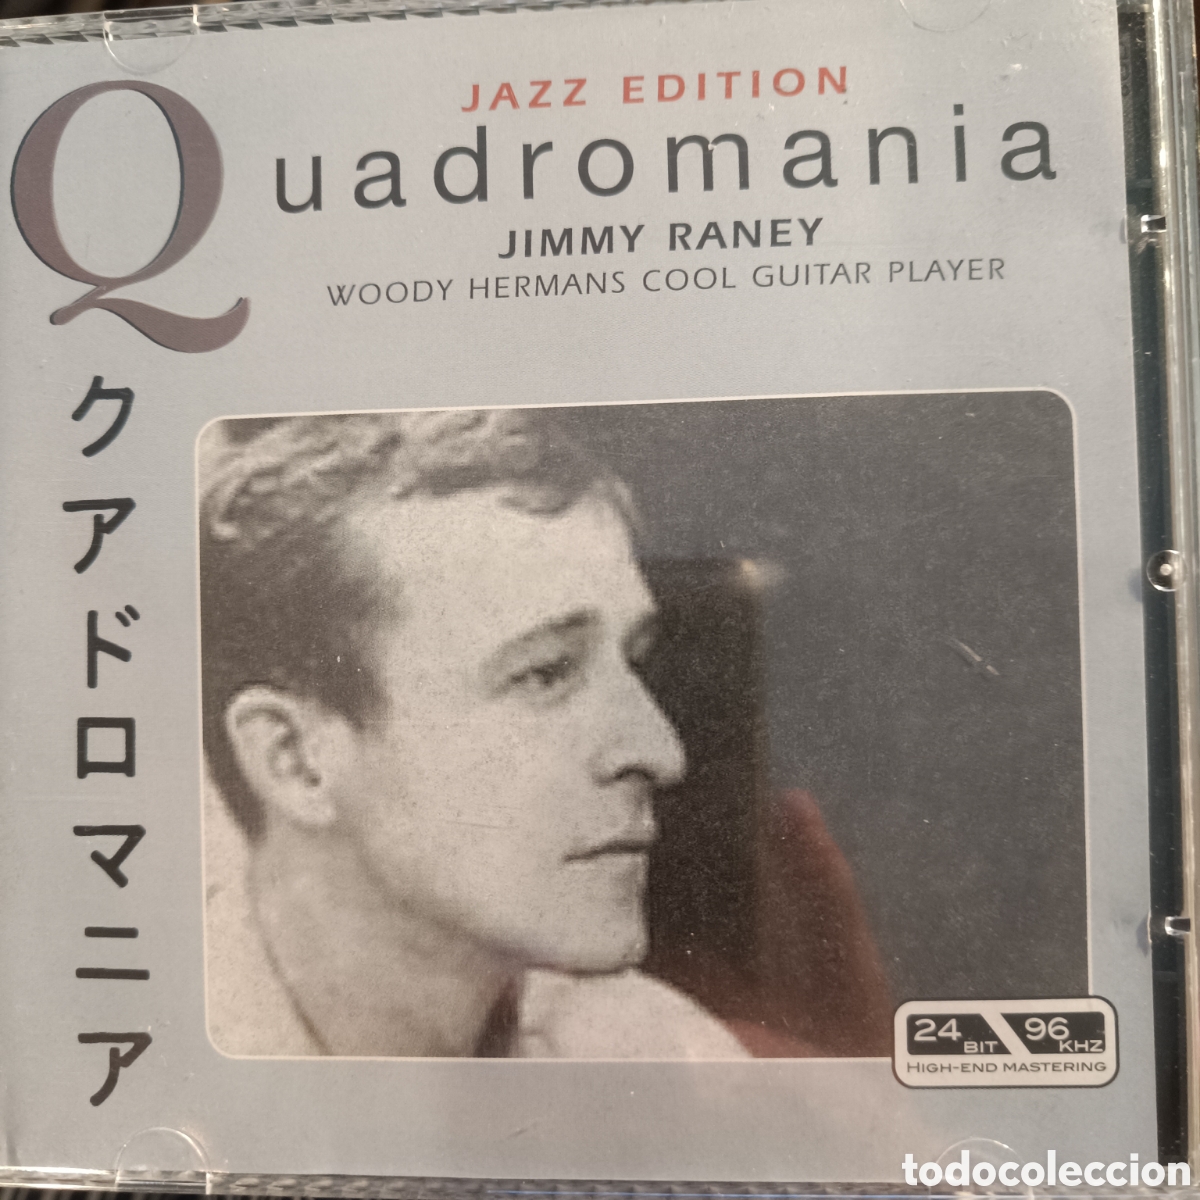 JAZZ EDITION
Quadromania
JIMMY RANEY
WOODY HERMANS COOL GUITAR PLAYER
クアドロマニア
24 BIT 96 KHZ
HIGH-END MASTERING
todocoleccion